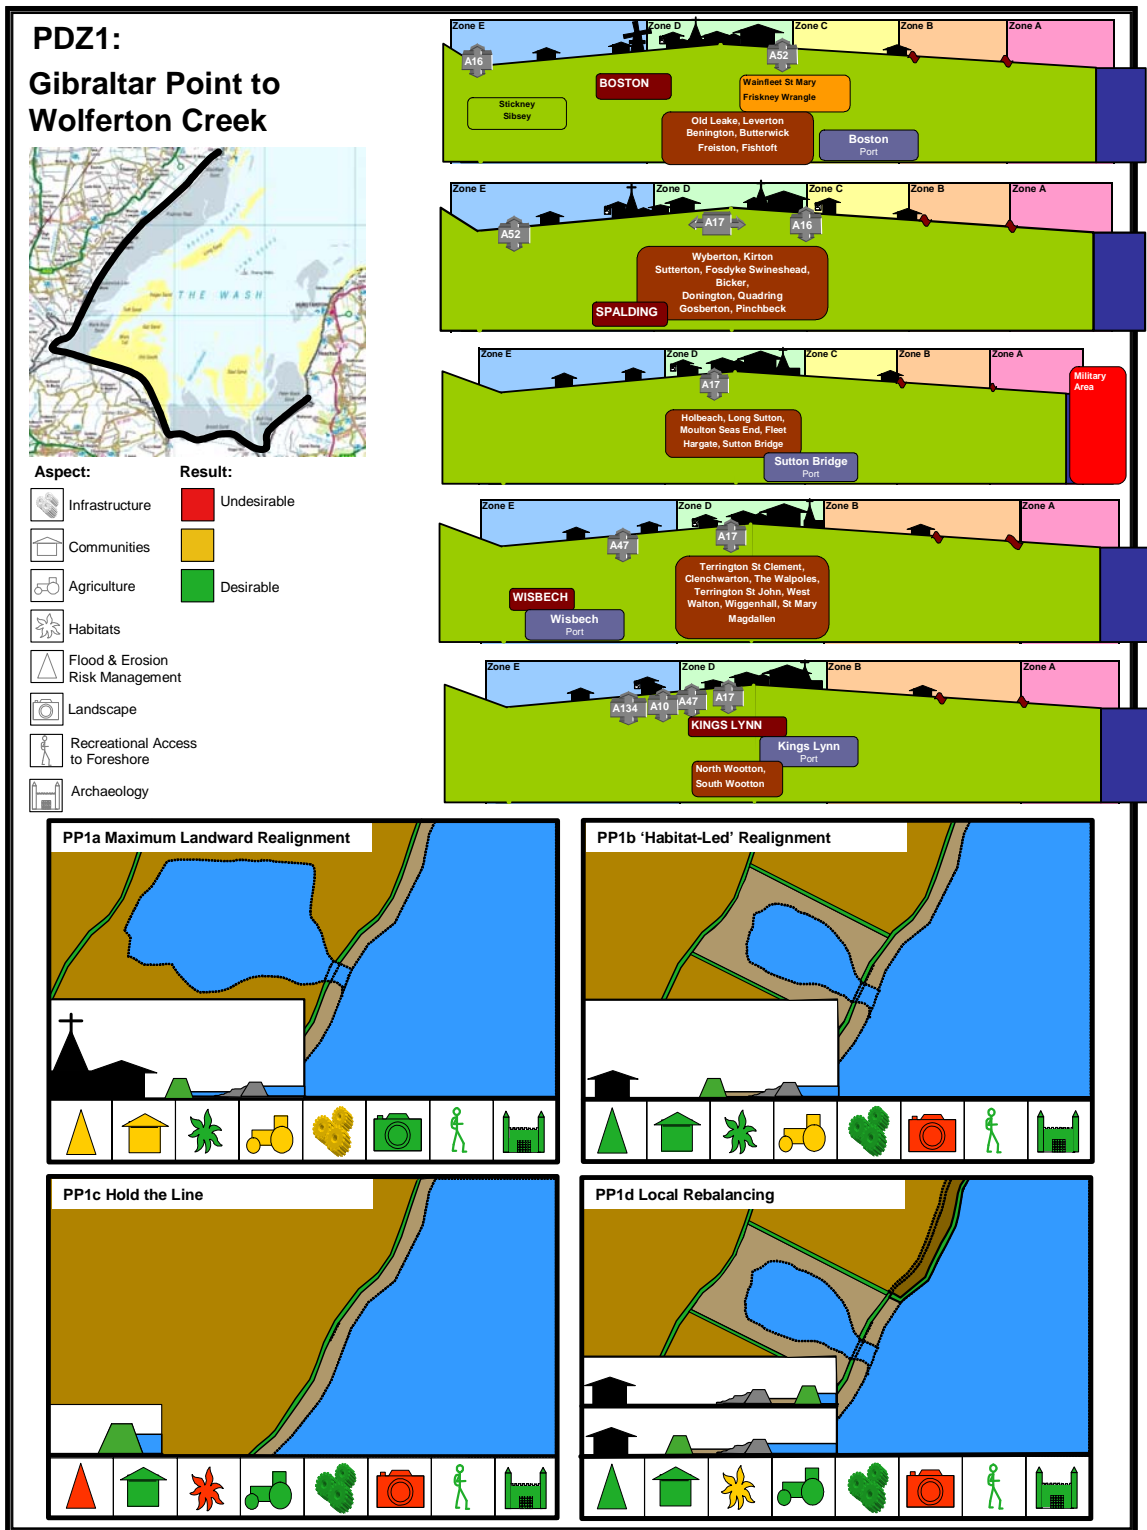 PDZ1:
Gibraltar Point to
Wolferton Creek
THE WASH
Aspect:
Result:
Infrastructure
Communities
Agriculture
Habitats
Flood & Erosion
Risk Management
Landscape
Recreational Access
to Foreshore
Archaeology
Undesirable
Desirable
Zone E
Zone D
Zone C
Zone B
Zone A
A16
A52
BOSTON
Wainfleet St Mary
Friskney Wrangle
Stickney
Sibsey
Old Leake, Leverton
Benington, Butterwick
Freiston, Fishtoft
Boston
Port
Zone E
Zone D
Zone C
Zone B
Zone A
A52
A17
A16
Wyberton, Kirton
Sutterton, Fosdyke Swineshead,
Bicker,
Donington, Quadring
Gosberton, Pinchbeck
SPALDING
Zone E
Zone D
Zone C
Zone B
Zone A
Military
Area
A17
Holbeach, Long Sutton,
Moulton Seas End, Fleet
Hargate, Sutton Bridge
Sutton Bridge
Port
Zone E
Zone D
Zone B
Zone A
A47
A17
Terrington St Clement,
Clenchwarton, The Walpoles,
Terrington St John, West
Walton, Wiggenhall, St Mary
Magdallen
WISBECH
Wisbech
Port
Zone E
Zone D
Zone B
Zone A
A134
A10
A47
A17
KINGS LYNN
Kings Lynn
Port
North Wootton,
South Wootton
PP1a Maximum Landward Realignment
PP1b ‘Habitat-Led’ Realignment
PP1c Hold the Line
PP1d Local Rebalancing